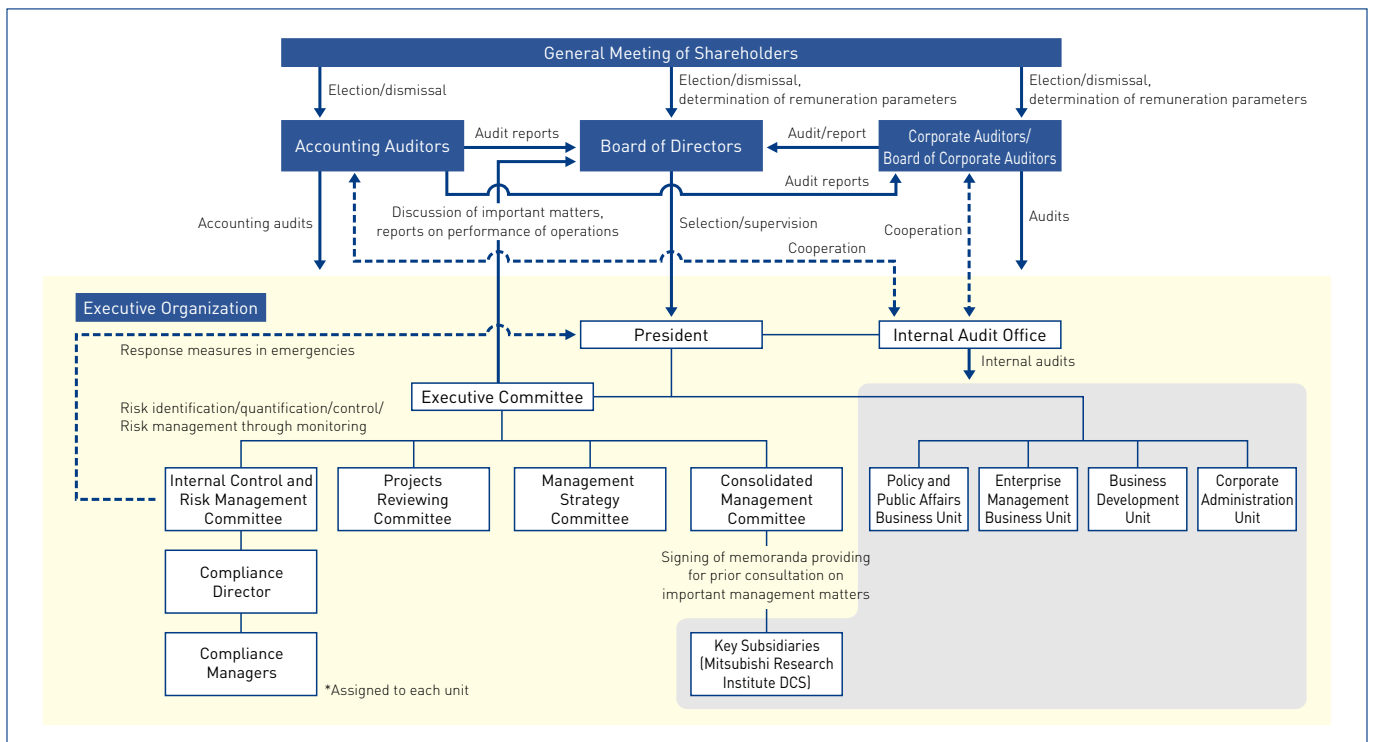 General Meeting of Shareholders
Election/dismissal
Election/dismissal,
determination of remuneration parameters
Election/dismissal,
determination of remuneration parameters
Accounting Auditors
Audit reports
Board of Directors
Audit/report
Corporate Auditors/
Board of Corporate Auditors
Audit reports
Accounting audits
Discussion of important matters,
reports on performance of operations
Selection/supervision
Cooperation
Cooperation
Audits
Executive Organization
President
Internal Audit Office
Response measures in emergencies
Internal audits
Executive Committee
Risk identification/quantification/control/
Risk management through monitoring
Internal Control and
Risk Management
Committee
Projects
Reviewing
Committee
Management
Strategy
Committee
Consolidated
Management
Committee
Policy and
Public Affairs
Business Unit
Enterprise
Management
Business Unit
Business
Development
Unit
Corporate
Administration
Unit
Signing of memoranda providing
for prior consultation on
important management matters
Compliance
Director
Compliance
Managers
*Assigned to each unit
Key Subsidiaries
(Mitsubishi Research
Institute DCS)